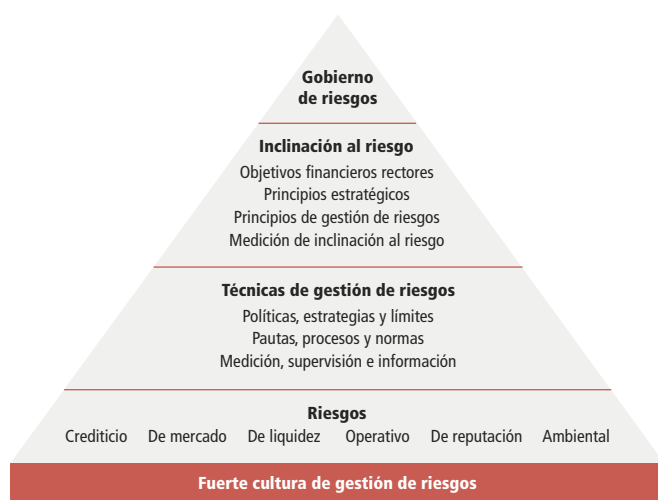 Gobierno
de riesgos
Inclinación al riesgo
Objetivos financieros rectores
Principios estratégicos
Principios de gestión de riesgos
Medición de inclinación al riesgo
Técnicas de gestión de riesgos
Políticas, estrategias y límites
Pautas, procesos y normas
Medición, supervisión e información
Riesgos
Crediticio De mercado De liquidez Operativo De reputación Ambiental
Fuerte cultura de gestión de riesgos